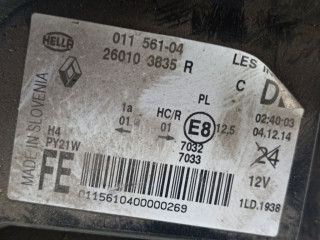 HELLA
011 561-04
26010 3835 R
LES
C
PL
1a
01
HC/R
01
E8
12,5
02:40:03
04.12.14
H4
PY21W
7032
7033
24
12V
FE
MADE IN SLOVENIA
01156104000000269
1LD.1938